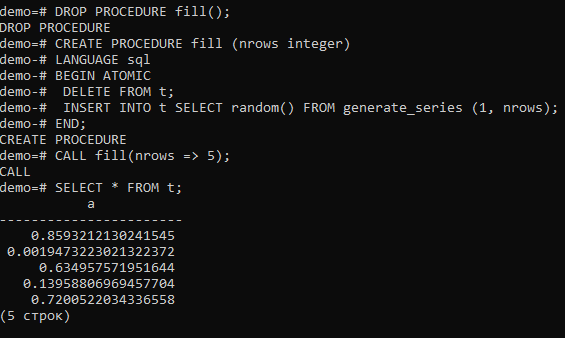 demo=# DROP PROCEDURE fill();
DROP PROCEDURE
demo=# CREATE PROCEDURE fill (nrows integer)
demo-# LANGUAGE sql
demo-# BEGIN ATOMIC
demo-#  DELETE FROM t;
demo-#  INSERT INTO t SELECT random() FROM generate_series (1, nrows);
demo-# END;
CREATE PROCEDURE
demo=# CALL fill(nrows => 5);
CALL
demo=# SELECT * FROM t;
a
-----------------------
0.8593212130241545
0.0019473223021322372
0.634957571951644
0.13958806969457704
0.7200522034336558
(5 строк)